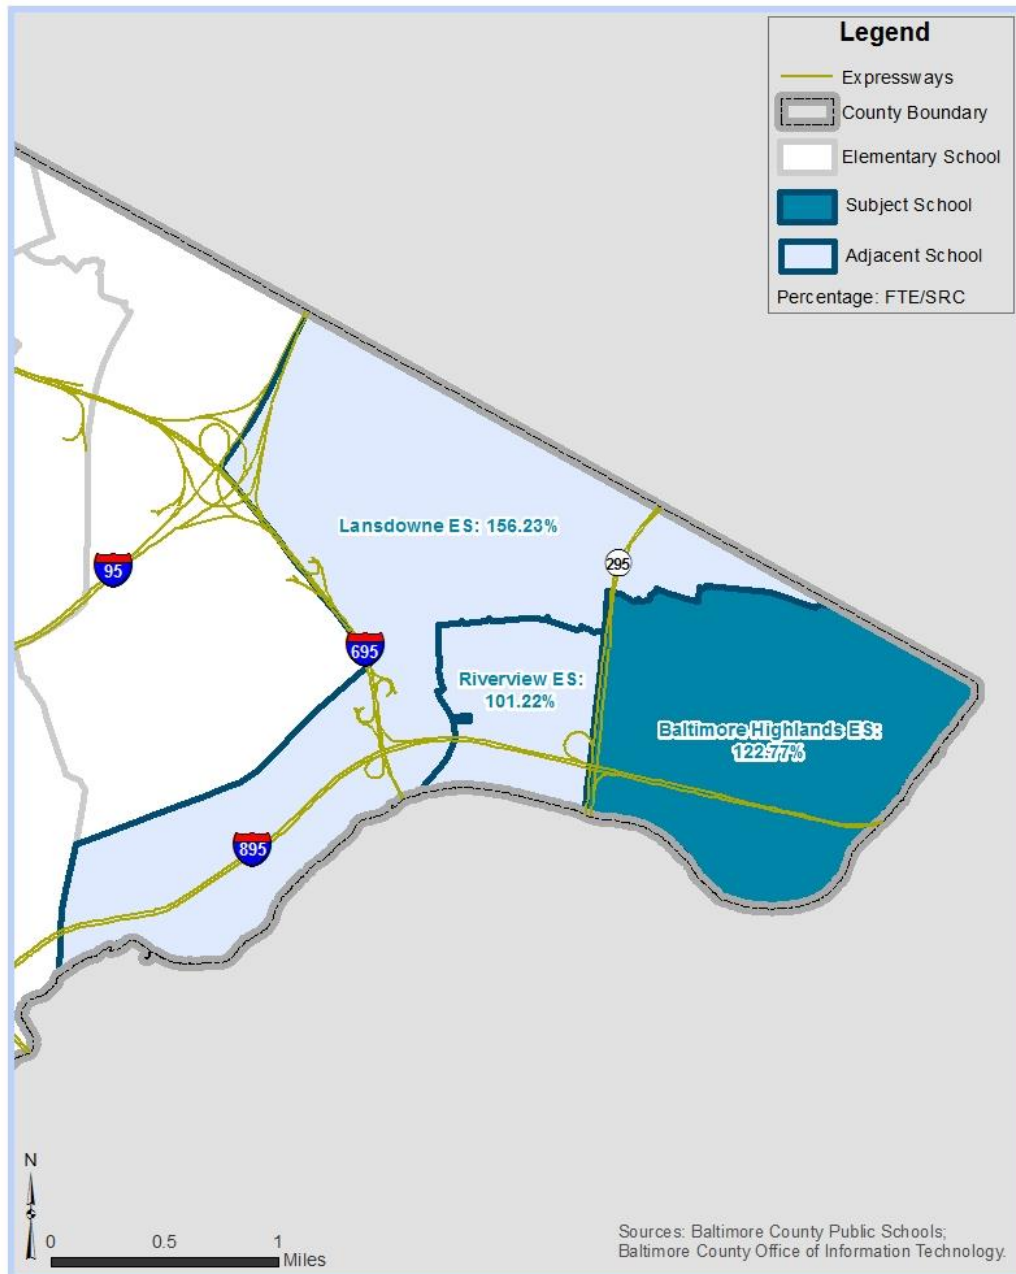 Legend
Expressways
County Boundary
Elementary School
Subject School
Adjacent School
Percentage: FTE/SRC
Lansdowne ES: 156.23%
295
95
695
Riverview ES:
101.22%
Baltimore Highlands ES:
122.77%
895
N
0 0.5 1
Miles
Sources: Baltimore County Public Schools;
Baltimore County Office of Information Technology.